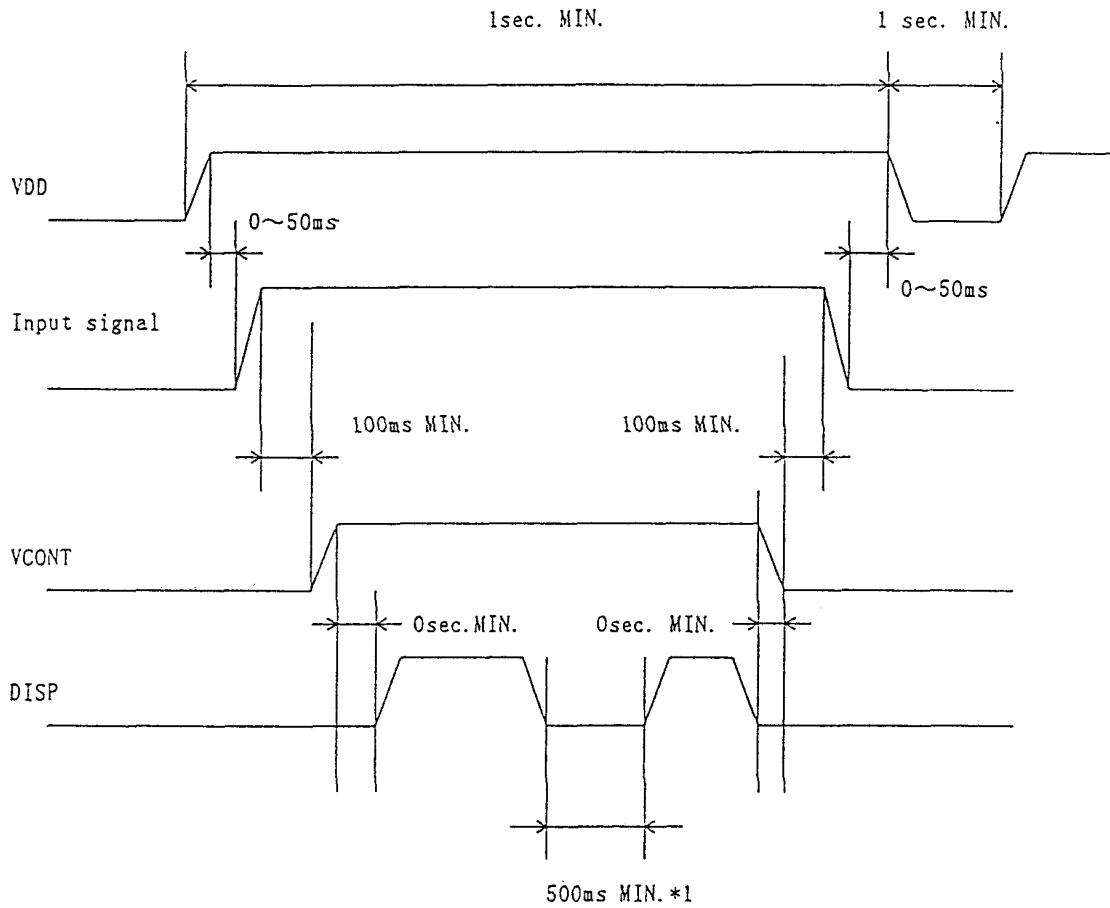 1sec. MIN.
1 sec. MIN.
VDD
0~50ms
0~50ms
Input signal
100ms MIN.
100ms MIN.
VCONT
0sec.MIN.
0sec. MIN.
DISP
500ms MIN.*1